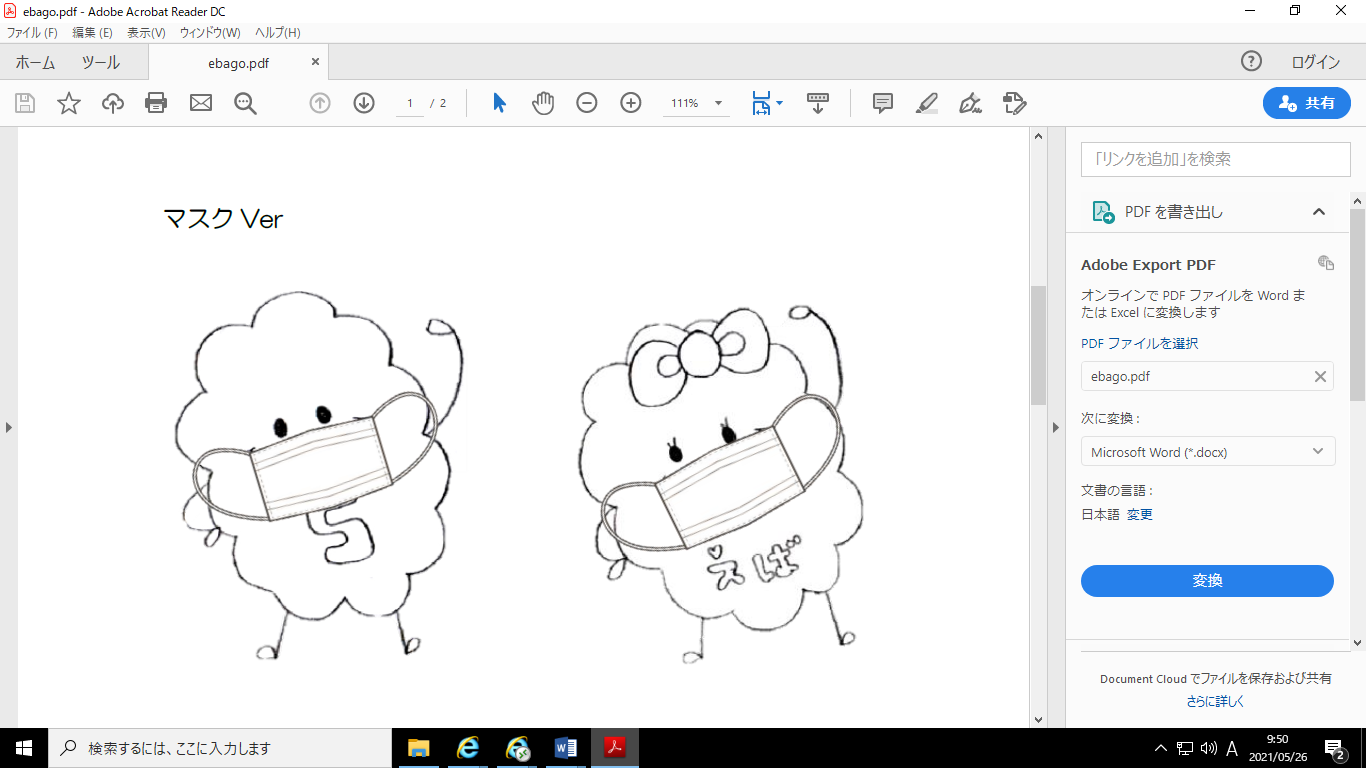 ebago.pdf - Adobe Acrobat Reader DC
ファイル (F) 編集 (E) 表示(V) ウィンドウ(W) ヘルプ(H)
ホーム ツール ebago.pdf × ? ログイン
1 / 2 111% 共有
マスク Ver
5
えば
「リンクを追加」を検索
PDF を書き出し
Adobe Export PDF
オンラインで PDF ファイルを Word ま
たは Excel に変換します
PDF ファイルを選択
ebago.pdf
次に変換 :
Microsoft Word (*.docx)
文書の言語 :
日本語 変更
変換
Document Cloud でファイルを保存および共有
さらに詳しく
検索するには、ここに入力します
A 9:50
2021/05/26
2